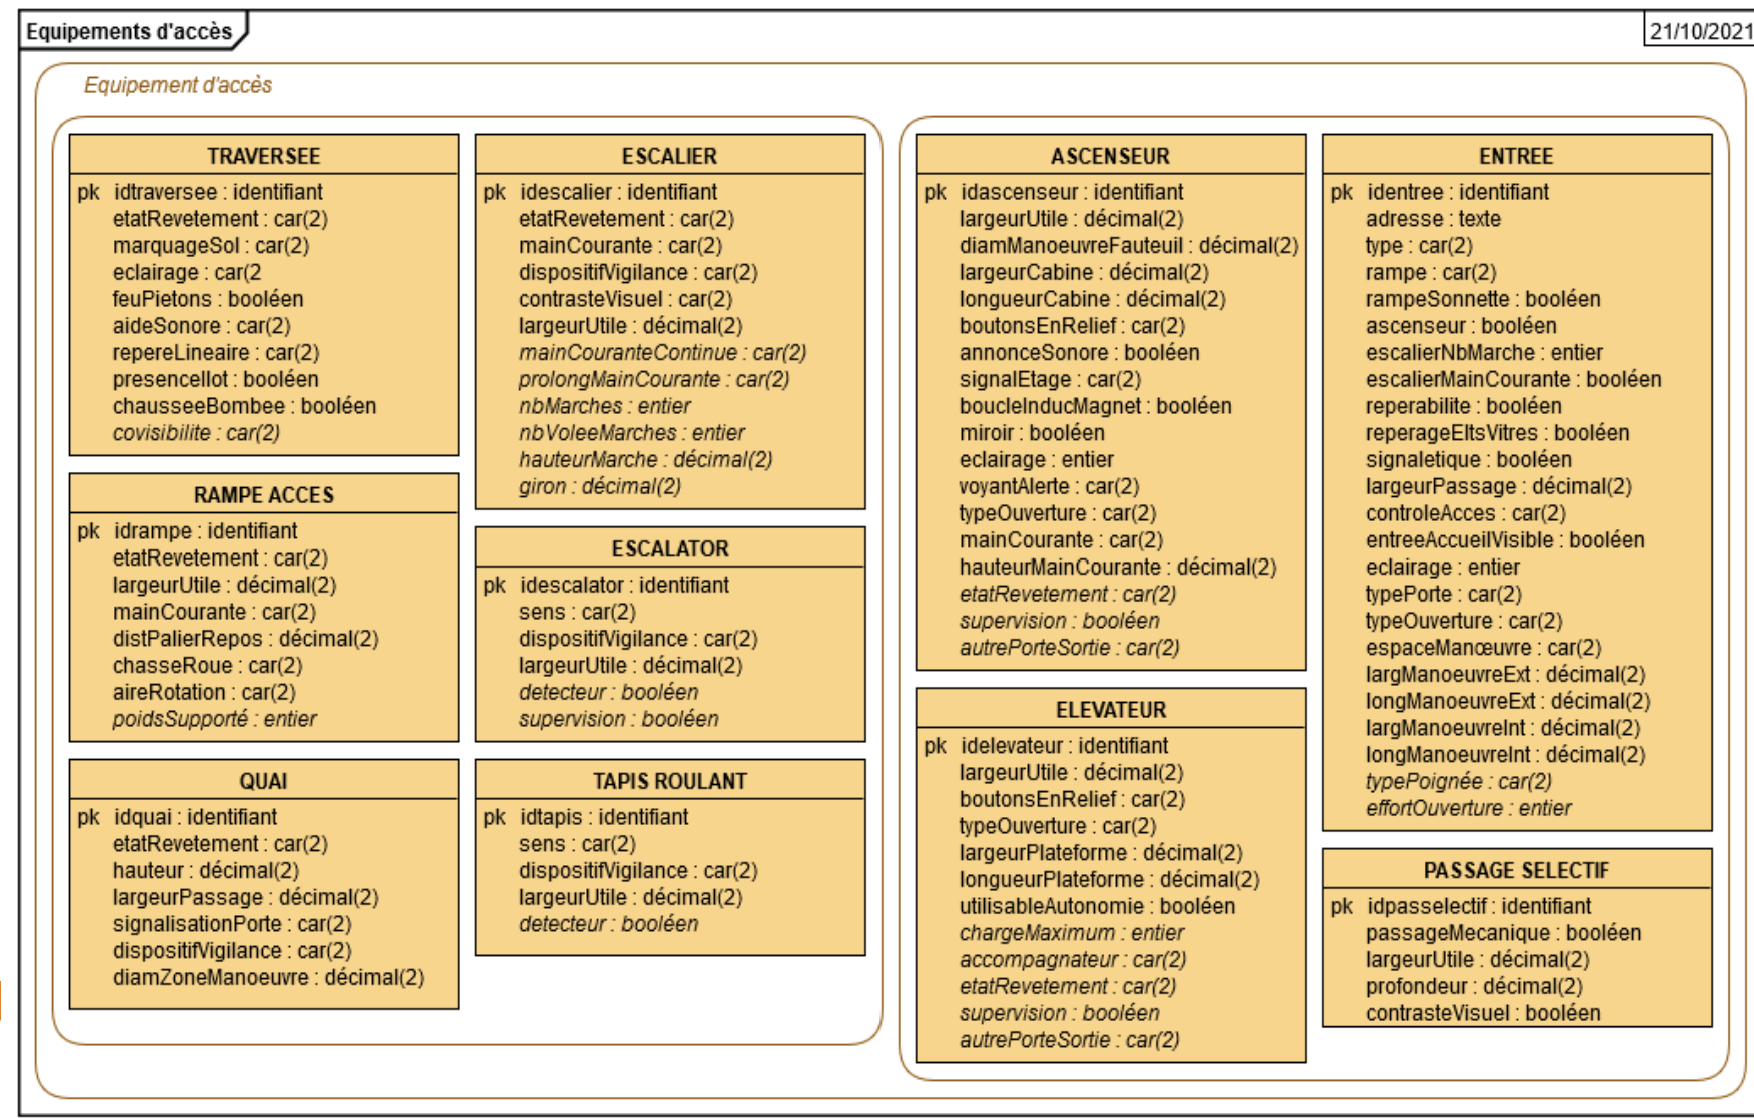 Equipements d'accès
21/10/2021
Equipement d'accès
TRAVERSEE
pk idtraversee : identifiant
etatRevetement : car(2)
marquageSol : car(2)
eclairage : car(2
feuPietons : booléen
aideSonore : car(2)
repereLineaire : car(2)
presenceIlot : booléen
chausseeBombee : booléen
covisibilite : car(2)
RAMPE ACCES
pk idrampe : identifiant
etatRevetement : car(2)
largeurUtile : décimal(2)
mainCourante : car(2)
distPalierRepos : décimal(2)
chasseRoue : car(2)
aireRotation : car(2)
poidsSupporté : entier
QUAI
pk idquai : identifiant
etatRevetement : car(2)
hauteur : décimal(2)
largeurPassage : décimal(2)
signalisationPorte : car(2)
dispositifVigilance : car(2)
diamZoneManoeuvre : décimal(2)
ESCALIER
pk idescalier : identifiant
etatRevetement : car(2)
mainCourante : car(2)
dispositifVigilance : car(2)
contrasteVisuel : car(2)
largeurUtile : décimal(2)
mainCouranteContinue : car(2)
prolongMainCourante : car(2)
nbMarches : entier
nbVoleeMarches : entier
hauteurMarche : décimal(2)
giron : décimal(2)
ESCALATOR
pk idescalator : identifiant
sens : car(2)
dispositifVigilance : car(2)
largeurUtile : décimal(2)
detecteur : booléen
supervision : booléen
TAPIS ROULANT
pk idtapis : identifiant
sens : car(2)
dispositifVigilance : car(2)
largeurUtile : décimal(2)
detecteur : booléen
ASCENSEUR
pk idascenseur : identifiant
largeurUtile : décimal(2)
diamManoeuvreFauteuil : décimal(2)
largeurCabine : décimal(2)
longueurCabine : décimal(2)
boutonsEnRelief : car(2)
annonceSonore : booléen
signalEtage : car(2)
boucleInducMagnet : booléen
miroir : booléen
eclairage : entier
voyantAlerte : car(2)
typeOuverture : car(2)
mainCourante : car(2)
hauteurMainCourante : décimal(2)
etatRevetement : car(2)
supervision : booléen
autrePorteSortie : car(2)
ELEVATEUR
pk idelevateur : identifiant
largeurUtile : décimal(2)
boutonsEnRelief : car(2)
typeOuverture : car(2)
largeurPlateforme : décimal(2)
longueurPlateforme : décimal(2)
utilisableAutonomie : booléen
chargeMaximum : entier
accompagnateur : car(2)
etatRevetement : car(2)
supervision : booléen
autrePorteSortie : car(2)
ENTREE
pk identree : identifiant
adresse : texte
type : car(2)
rampe : car(2)
rampeSonnette : booléen
ascenseur : booléen
escalierNbMarche : entier
escalierMainCourante : booléen
reperabilite : booléen
reperageEltsVitres : booléen
signaletique : booléen
largeurPassage : décimal(2)
controleAcces : car(2)
entreeAccueilVisible : booléen
eclairage : entier
typePorte : car(2)
typeOuverture : car(2)
espaceManœuvre : car(2)
largManoeuvreExt : décimal(2)
longManoeuvreExt : décimal(2)
largManoeuvreInt : décimal(2)
longManoeuvreInt : décimal(2)
typePoignée : car(2)
effortOuverture : entier
PASSAGE SELECTIF
pk idpasselectif : identifiant
passageMecanique : booléen
largeurUtile : décimal(2)
profondeur : décimal(2)
contrasteVisuel : booléen